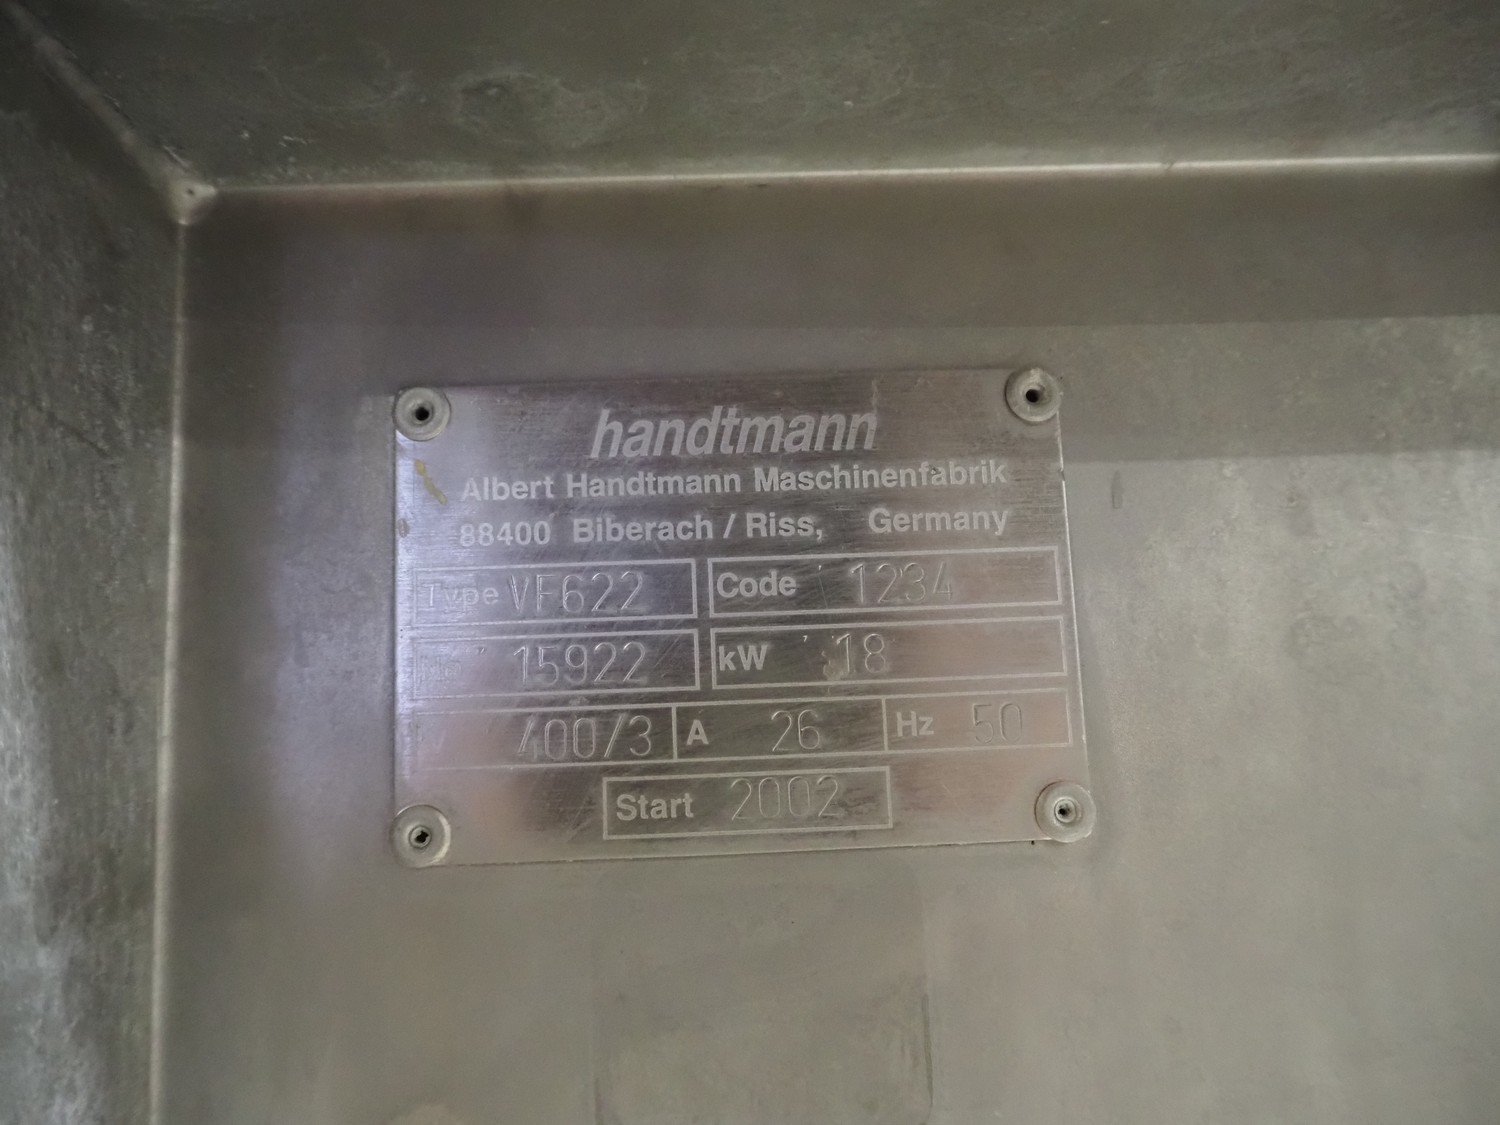 handtmann
Albert Handtmann Maschinenfabrik
88400 Biberach / Riss, Germany
Type VF622 Code 1234
Nr. 15922 kW 18
V 400/3 A 26 Hz 50
Start 2002